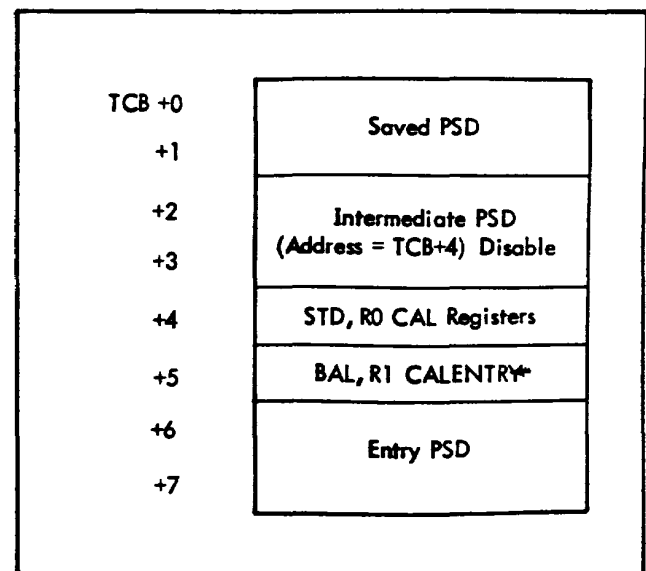 TCB +0
Saved PSD
+1
+2
Intermediate PSD
(Address = TCB+4) Disable
+3
+4
STD, R0 CAL Registers
+5
BAL, R1 CALENTRY
+6
Entry PSD
+7